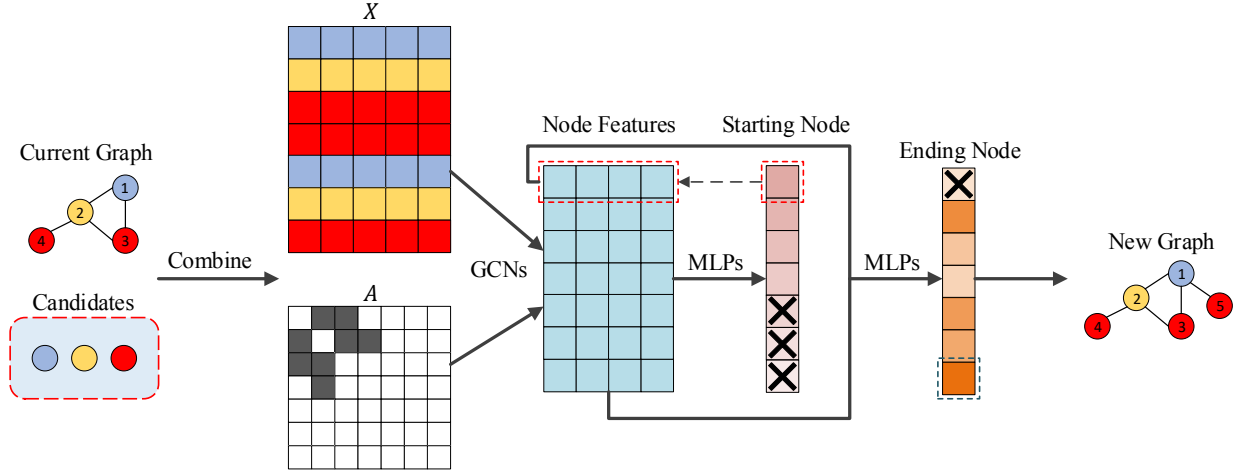 X
Current Graph
1
2
4
3
Combine
Candidates
A
GCNs
Node Features
MLPs
Starting Node
MLPs
Ending Node
New Graph
1
2
5
4
3